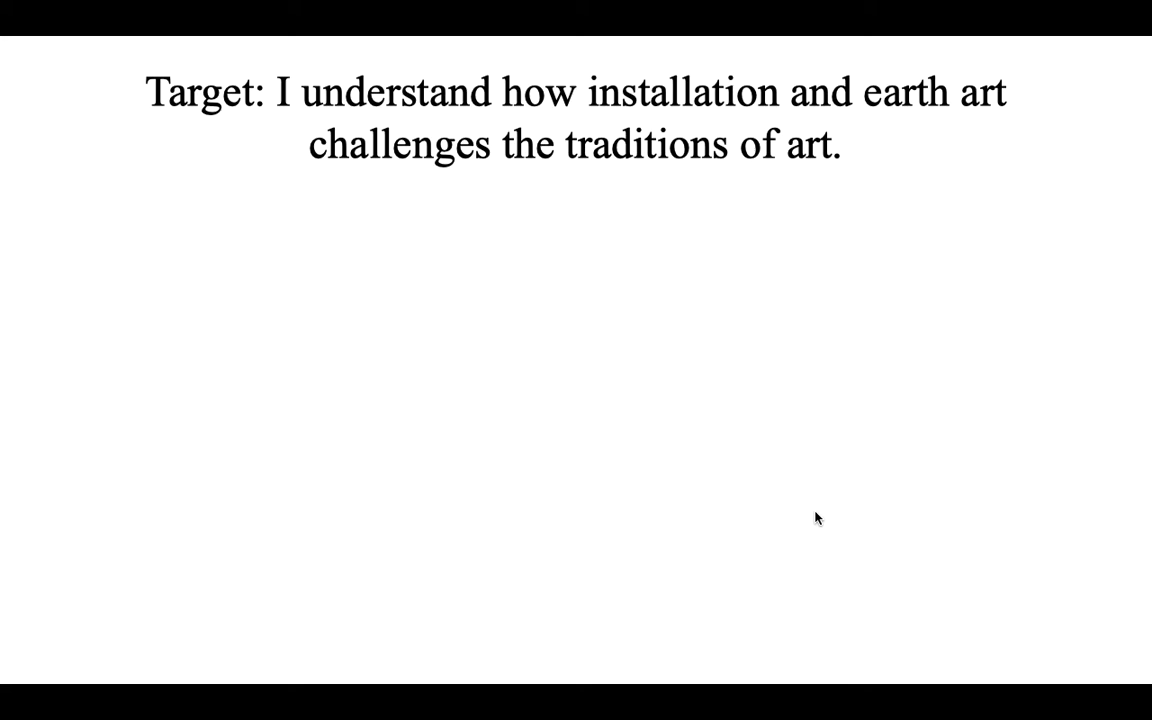 Target: I understand how installation and earth art
challenges the traditions of art.